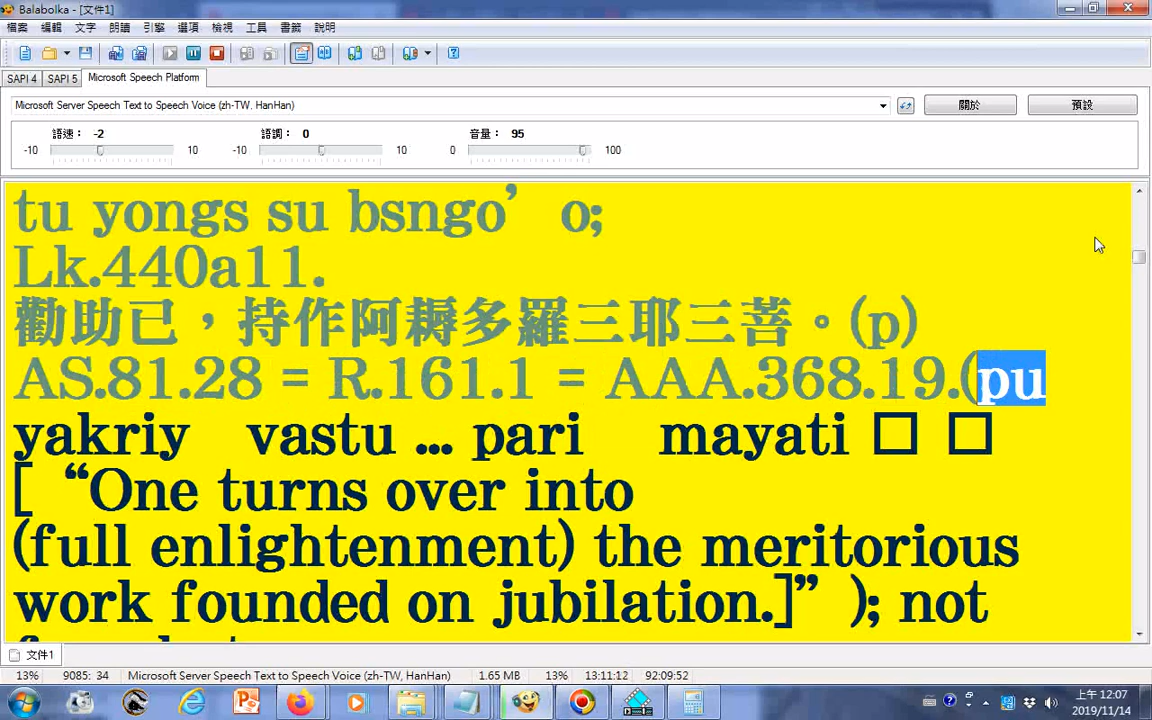 Balabolka - [文件1]
檔案 編輯 文字 朗讀 引擎 選項 檢視 工具 書籤 說明
SAPI 4 SAPI 5 Microsoft Speech Platform
Microsoft Server Speech Text to Speech Voice (zh-TW, HanHan)
關於
預設
語速： -2 語調： 0 音量： 95
-10 10 -10 10 0 100
tu yongs su bsngo’ o;
Lk.440a11.
勸助已，持作阿耨多羅三耶三菩。(p)
AS.81.28 = R.161.1 = AAA.368.19.(pu
yakriy vastu ... pari mayati □ □
[ “One turns over into
(full enlightenment) the meritorious
work founded on jubilation.]” ); not
文件1
13% 9085: 34 Microsoft Server Speech Text to Speech Voice (zh-TW, HanHan) 1.65 MB 13% 13:11:12 92:09:52
上午 12:07
2019/11/14